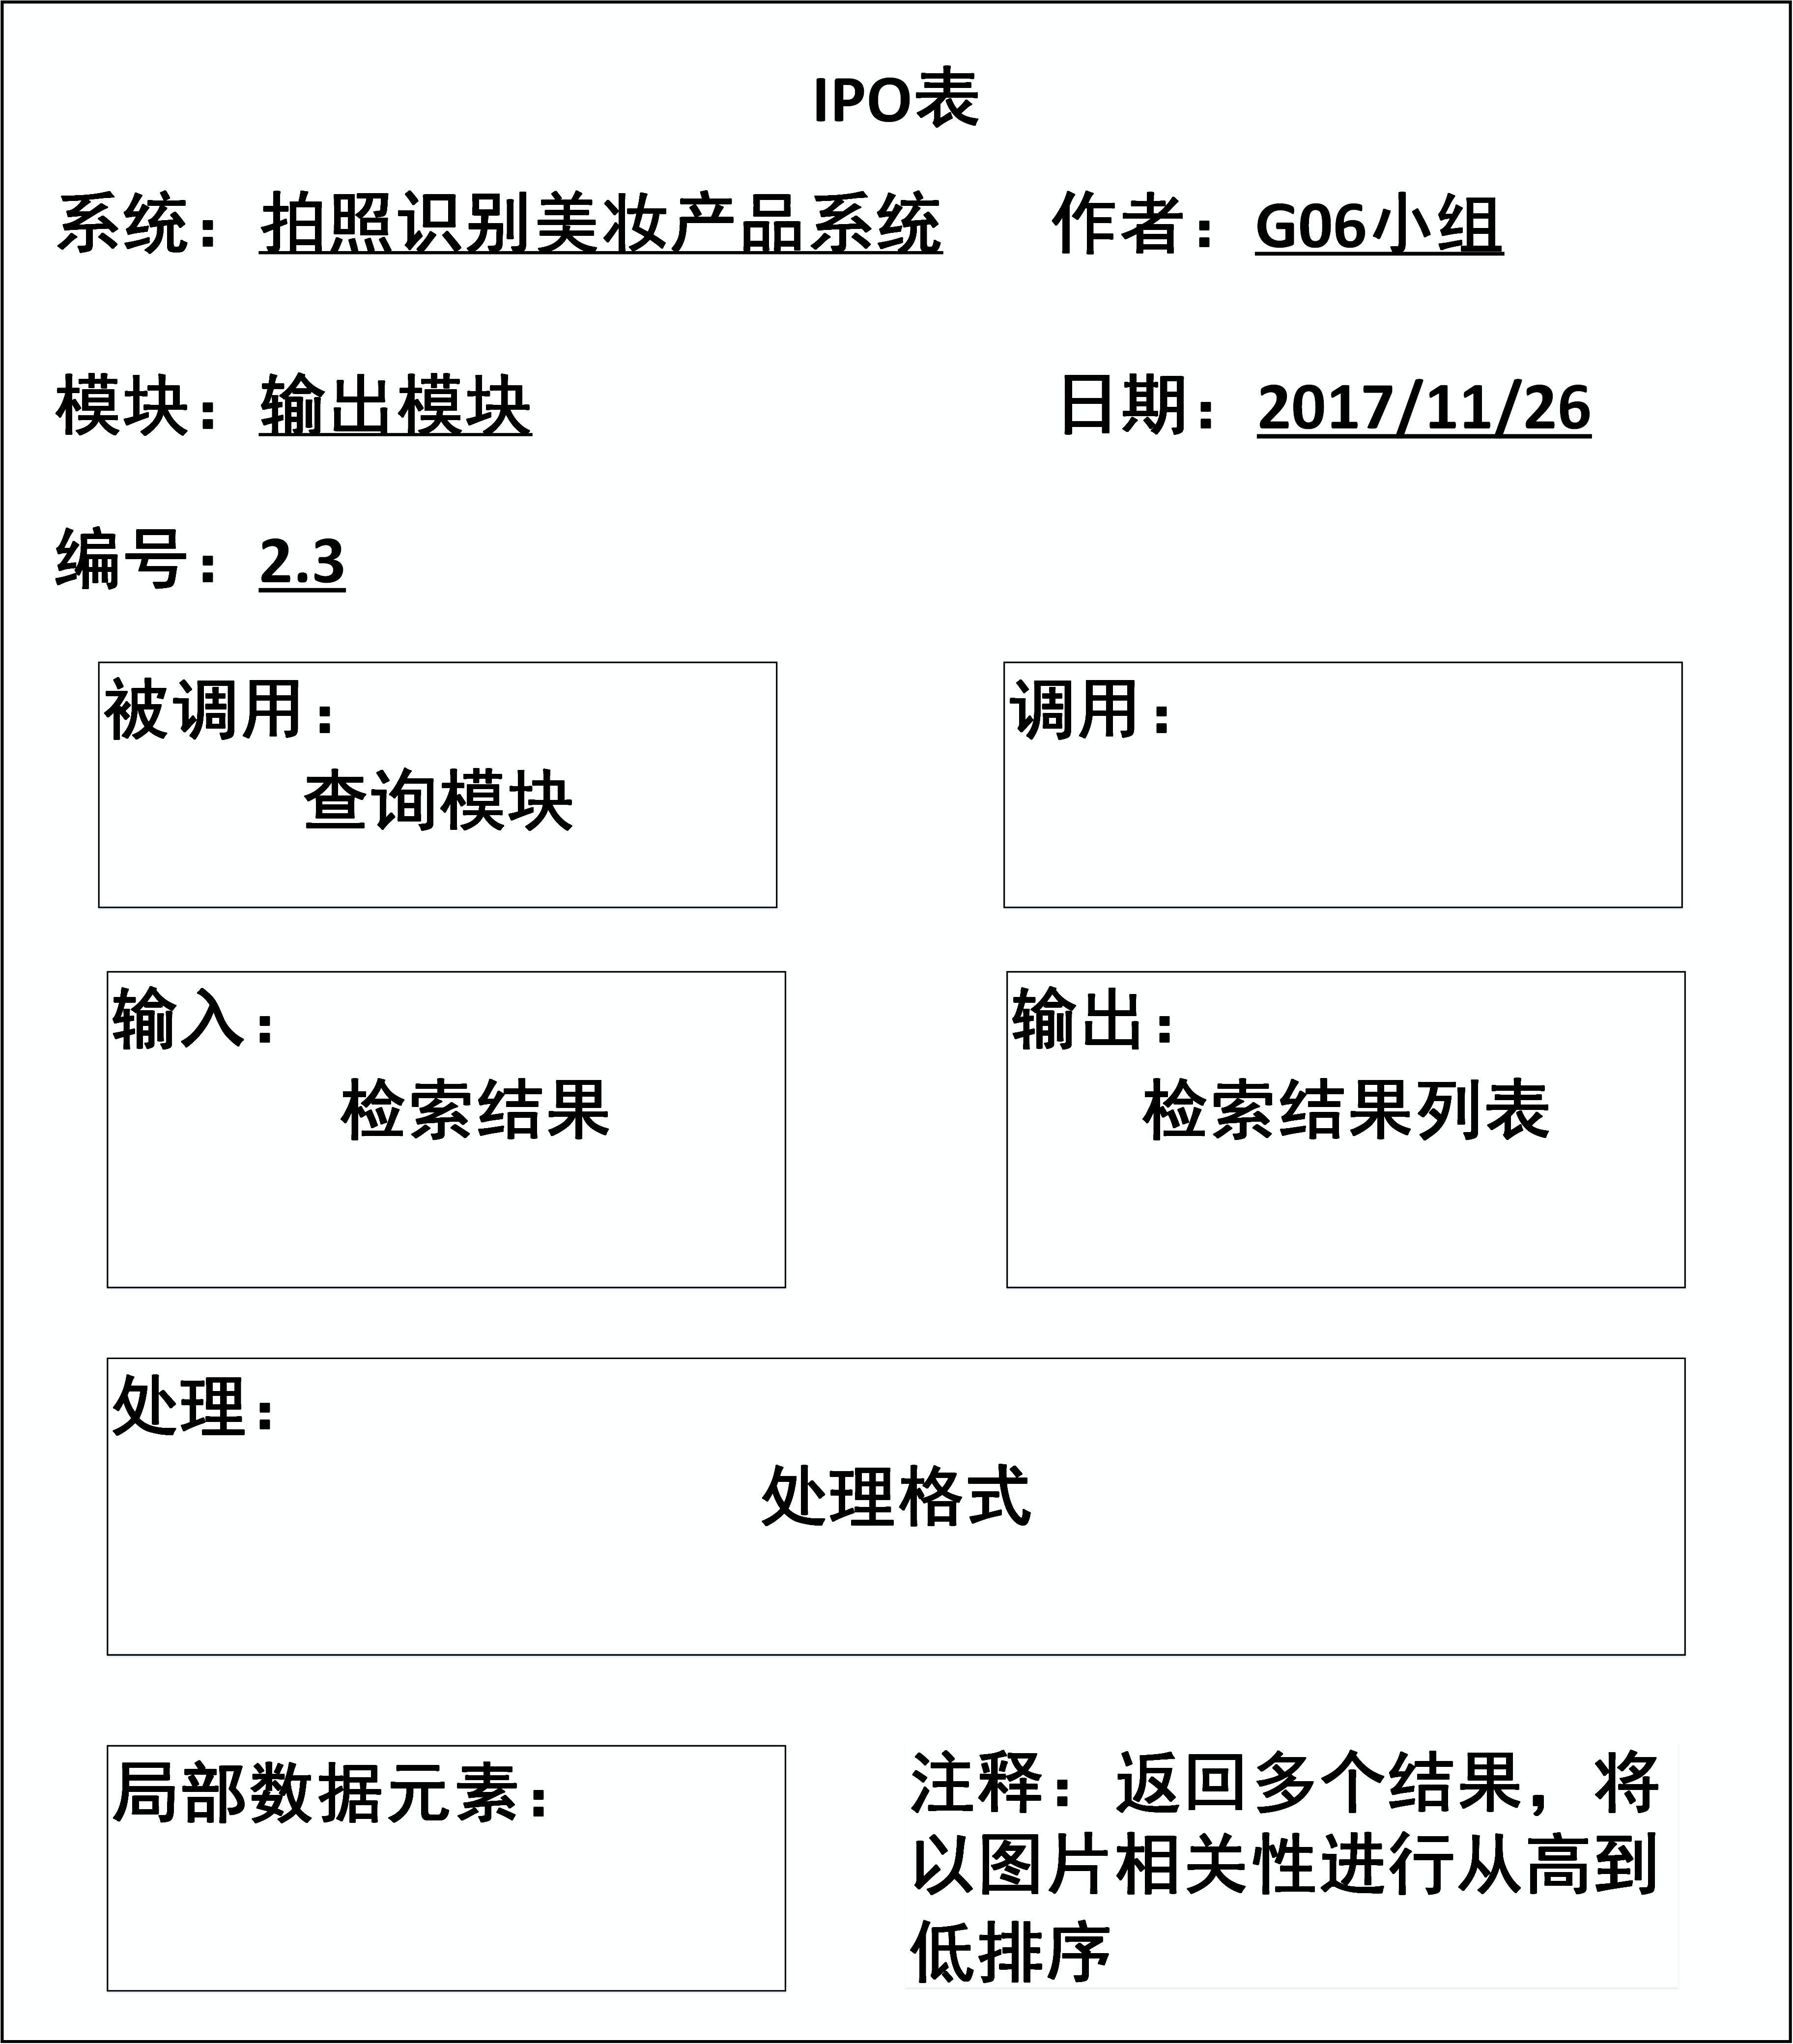 IPO表
系统：拍照识别美妆产品系统 作者：G06小组
模块：输出模块 日期：2017/11/26
编号：2.3
被调用：
查询模块
调用：
输入：
检索结果
输出：
检索结果列表
处理：
处理格式
局部数据元素：
注释：返回多个结果，将
以图片相关性进行从高到
低排序